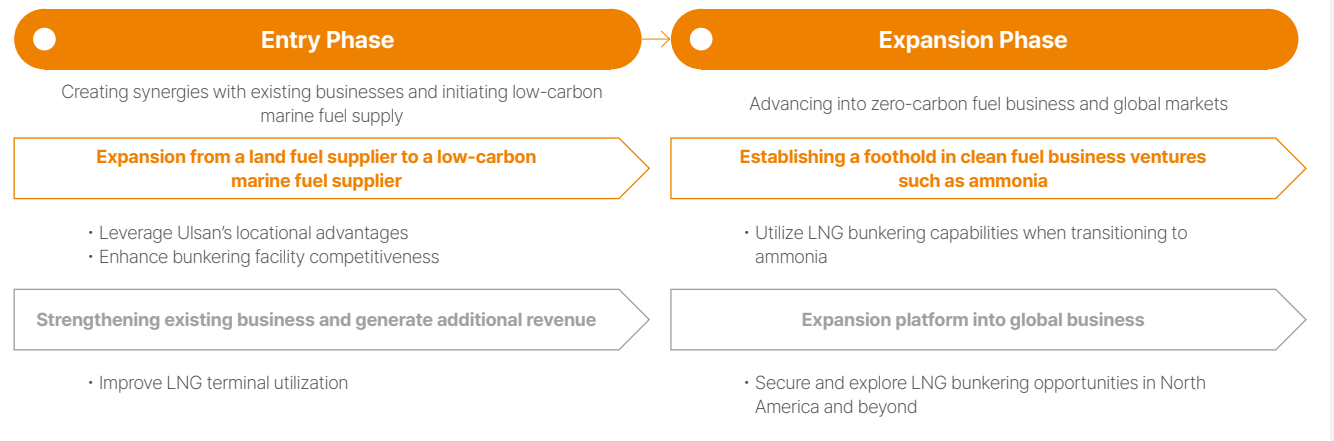 Entry Phase
Creating synergies with existing businesses and initiating low-carbon
marine fuel supply
Expansion from a land fuel supplier to a low-carbon
marine fuel supplier
• Leverage Ulsan's locational advantages
• Enhance bunkering facility competitiveness
Strengthening existing business and generate additional revenue
• Improve LNG terminal utilization
Expansion Phase
Advancing into zero-carbon fuel business and global markets
Establishing a foothold in clean fuel business ventures
such as ammonia
• Utilize LNG bunkering capabilities when transitioning to
ammonia
Expansion platform into global business
• Secure and explore LNG bunkering opportunities in North
America and beyond